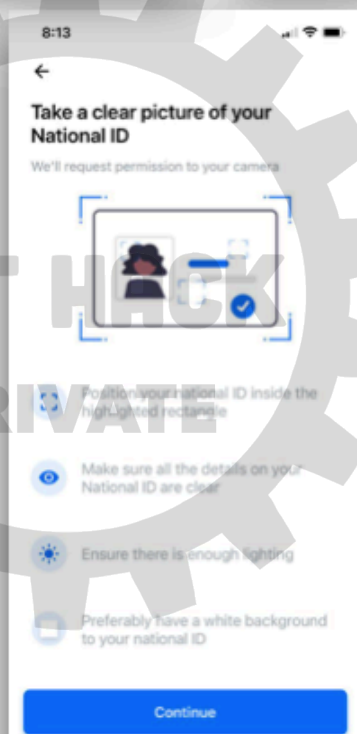 8:13
Take a clear picture of your
National ID
We'll request permission to your camera
HACK
Position your national ID inside the
highlighted rectangle
RIVATE
Make sure all the details on your
National ID are clear
Ensure there is enough lighting
Preferably have a white background
to your national ID
Continue